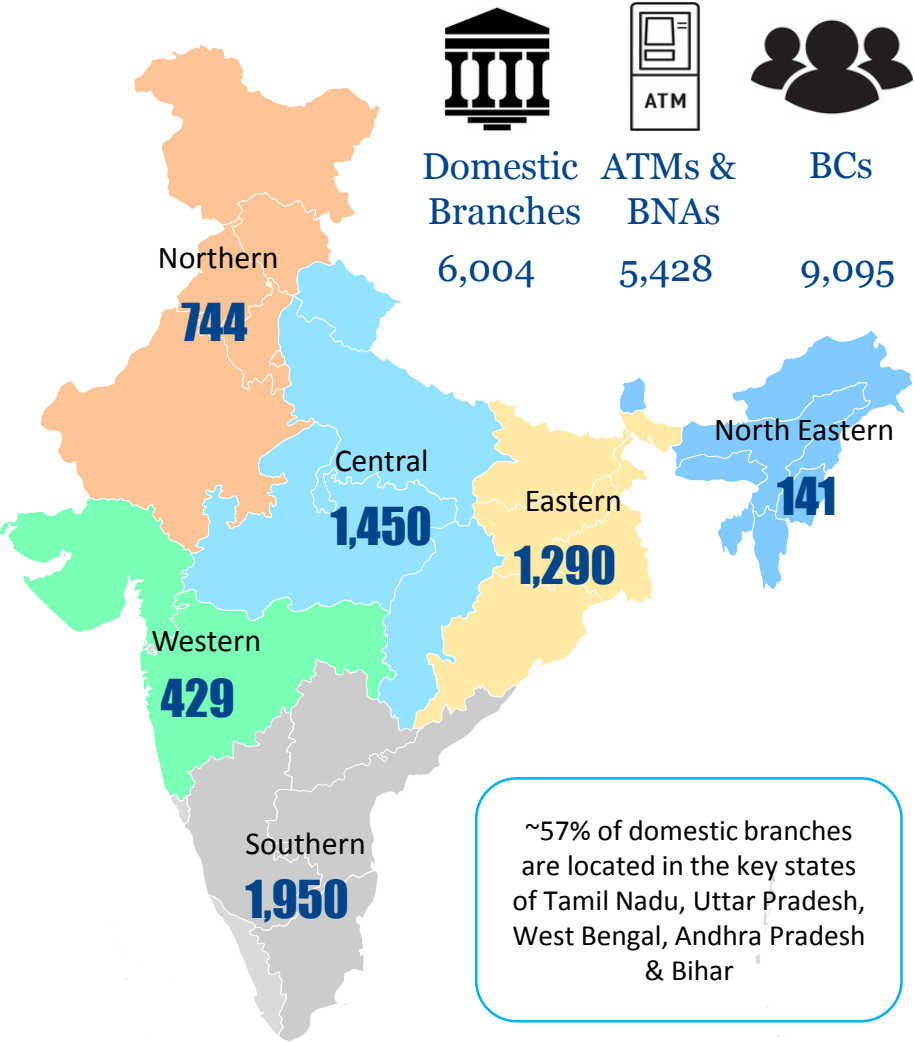 ATM
Domestic
Branches
6,004
ATMs &
BNAs
5,428
BCs
9,095
Northern
744
Central
1,450
Eastern
1,290
North Eastern
141
Western
429
Southern
1,950
~57% of domestic branches
are located in the key states
of Tamil Nadu, Uttar Pradesh,
West Bengal, Andhra Pradesh
& Bihar